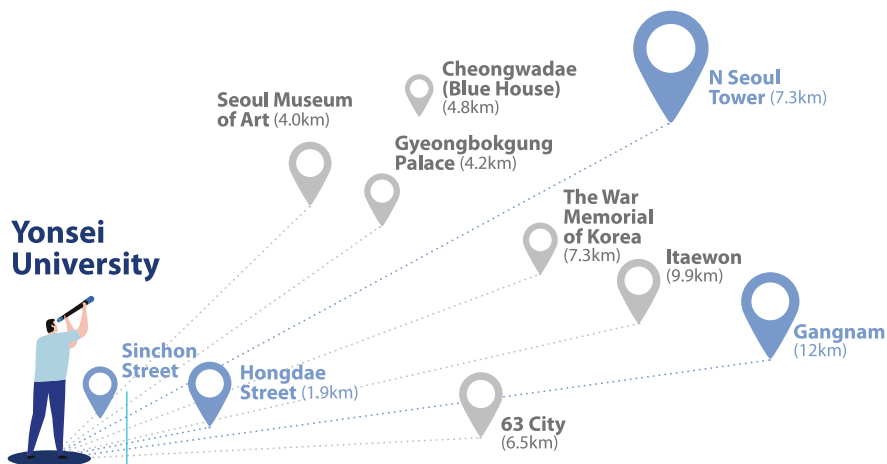 Cheongwadae
(Blue House)
(4.8km)
N Seoul
Tower (7.3km)
Seoul Museum
of Art (4.0km)
Gyeongbokgung
Palace (4.2km)
The War
Memorial
of Korea
(7.3km)
Itaewon
(9.9km)
Yonsei
University
Gangnam
(12km)
Sinchon
Street
Hongdae
Street (1.9km)
63 City
(6.5km)